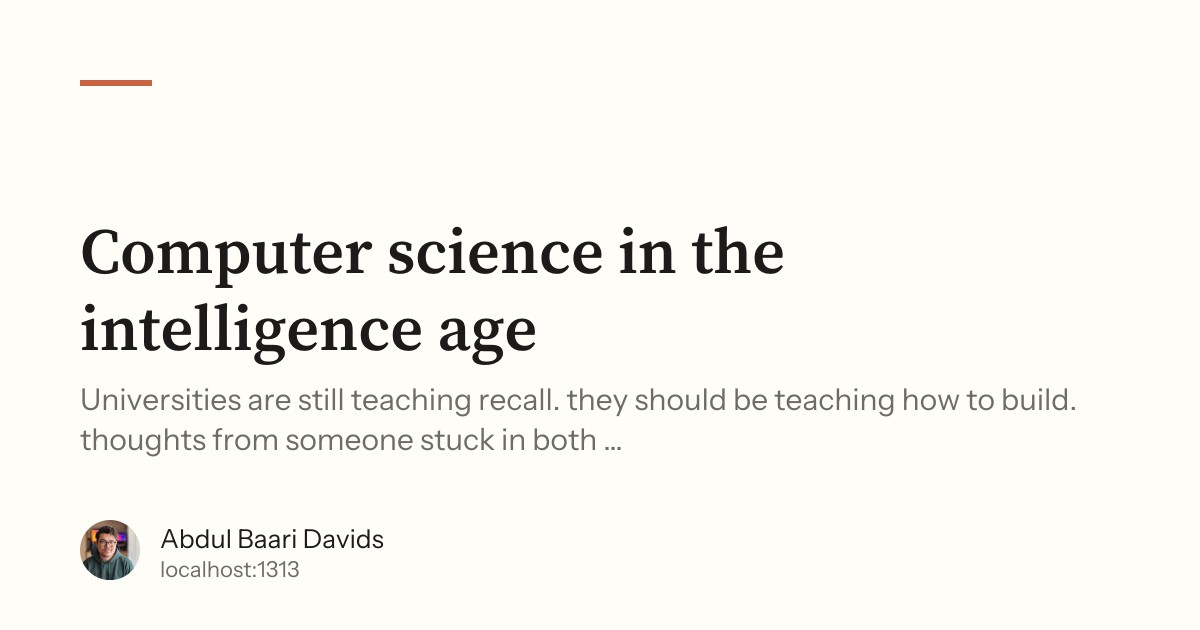 Computer science in the
intelligence age
Universities are still teaching recall. they should be teaching how to build.
thoughts from someone stuck in both ...
Abdul Baari Davids
localhost:1313